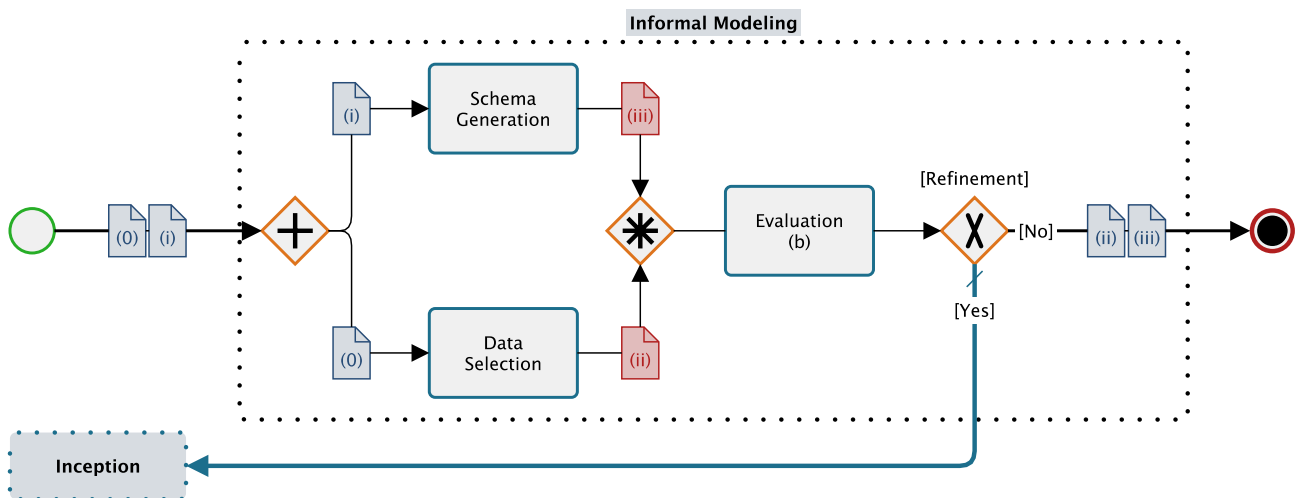 Informal Modeling
(i)
Schema
Generation
(iii)
[Refinement]
(0)
(i)
Evaluation
(b)
[No]
(ii)
(iii)
[Yes]
(0)
Data
Selection
(ii)
Inception